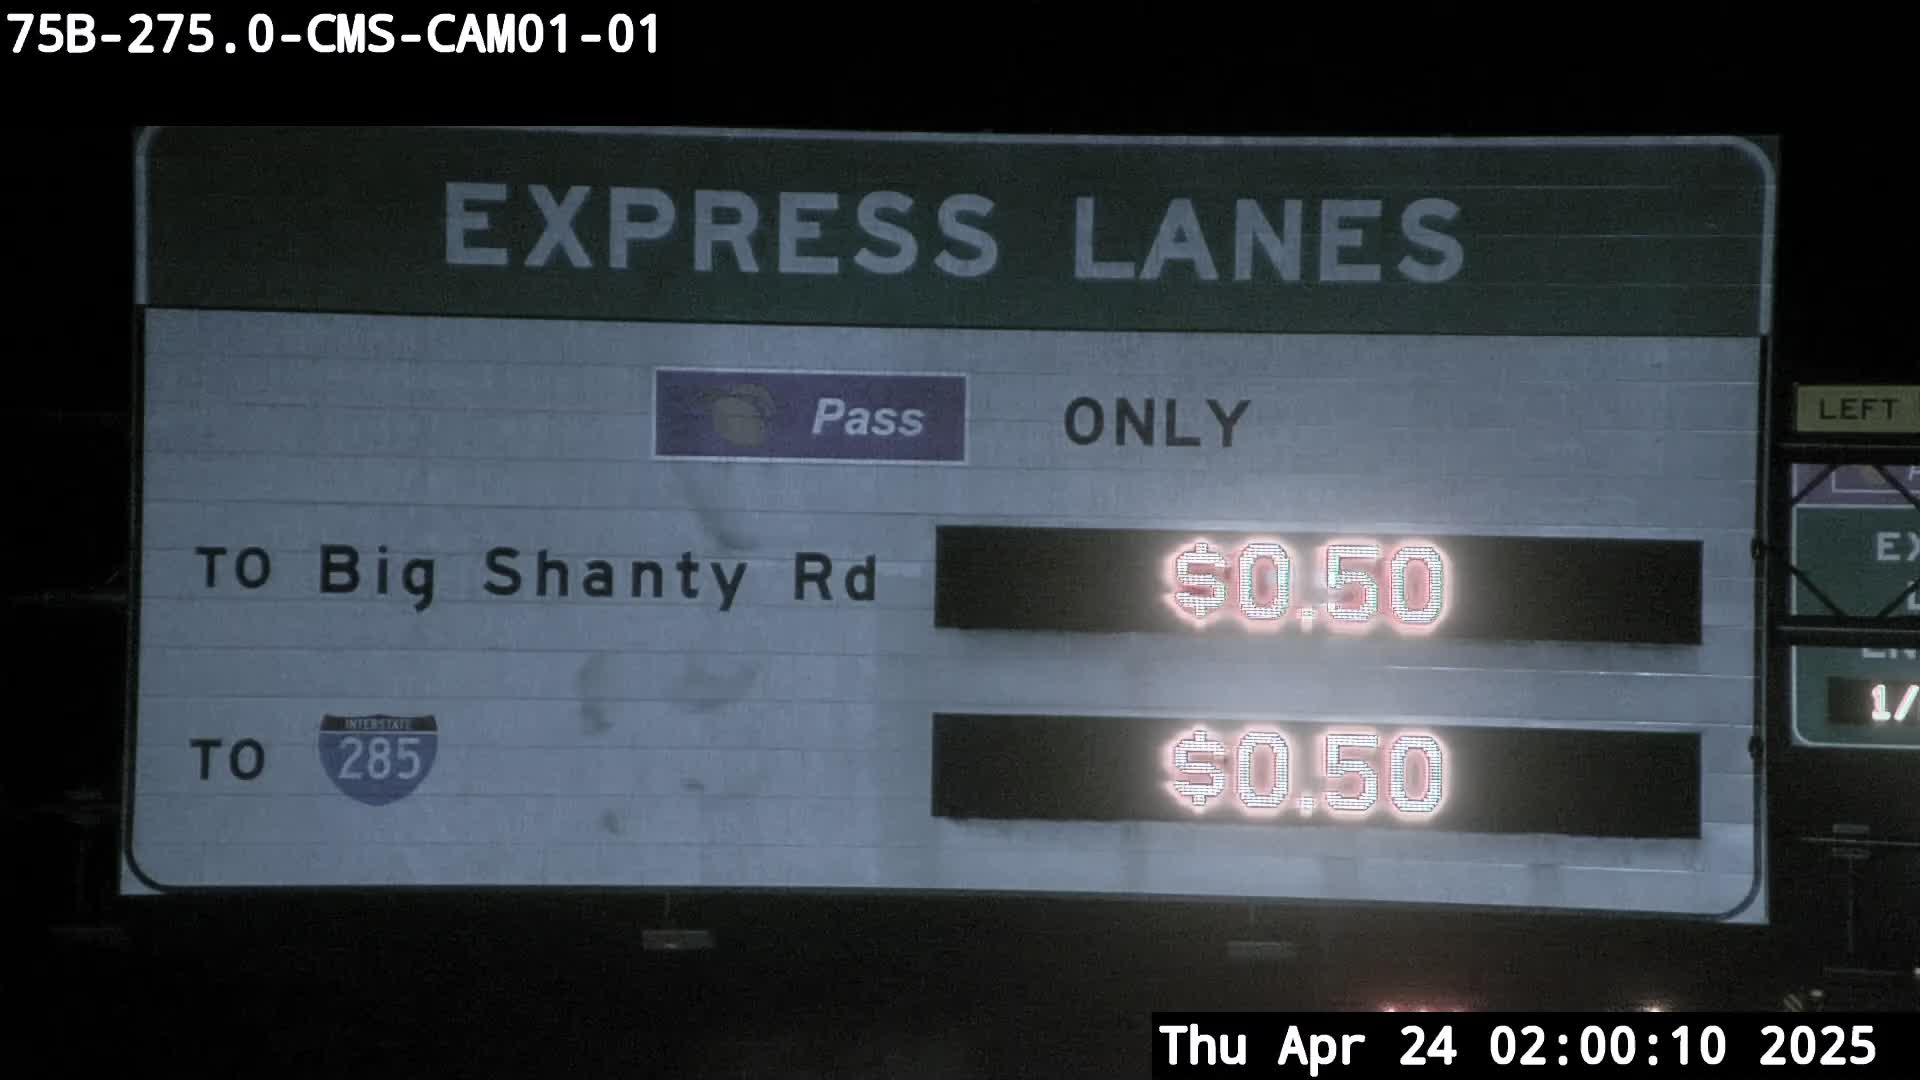 75B-275.0-CMS-CAM01-01
EXPRESS LANES
Pass ONLY
TO Big Shanty Rd $0.50
TO INTERSTATE 285 $0.50
LEFT
1/
Thu Apr 24 02:00:10 2025